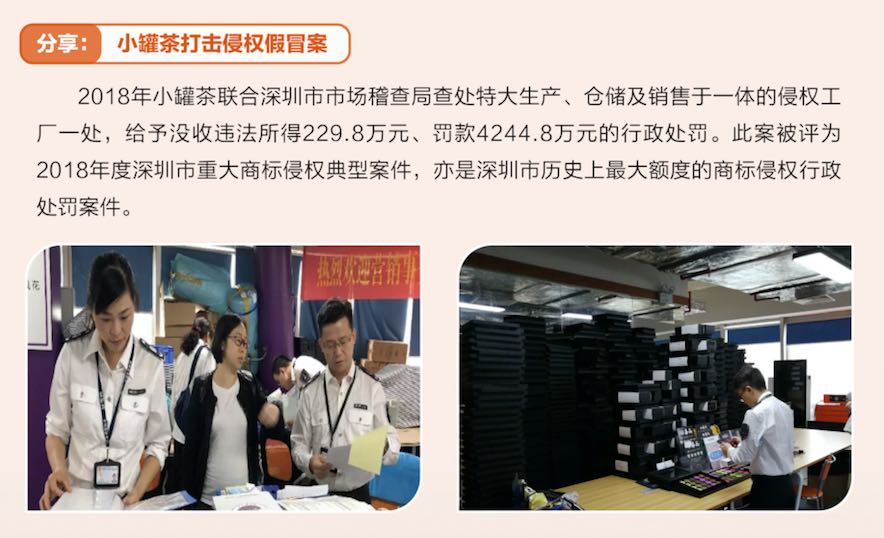 分享： 小罐茶打击侵权假冒案
2018年小罐茶联合深圳市市场稽查局查处特大生产、仓储及销售于一体的侵权工
厂一处，给予没收违法所得229.8万元、罚款4244.8万元的行政处罚。此案被评为
2018年度深圳市重大商标侵权典型案件，亦是深圳市历史上最大额度的商标侵权行政
处罚案件。
热烈欢迎营销事
花